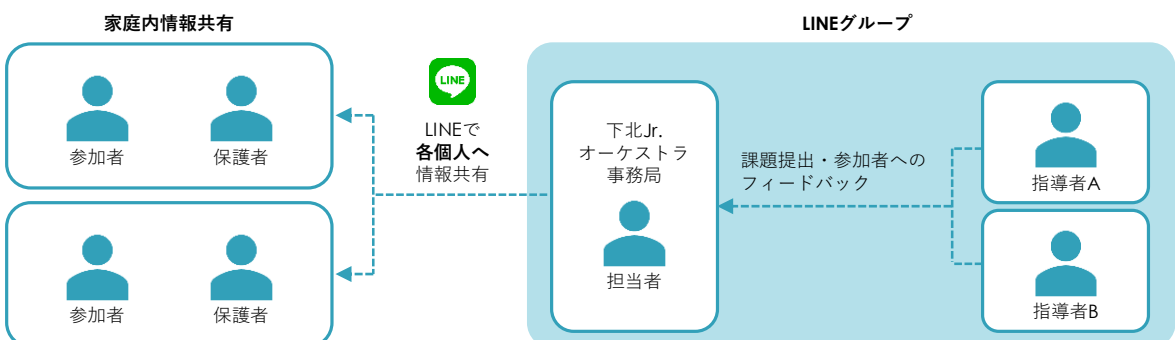 家庭内情報共有
LINEグループ
参加者
保護者
LINE
LINEで
各個人へ
情報共有
下北Jr.
オーケストラ
事務局
担当者
課題提出・参加者への
フィードバック
指導者A
参加者
保護者
指導者B